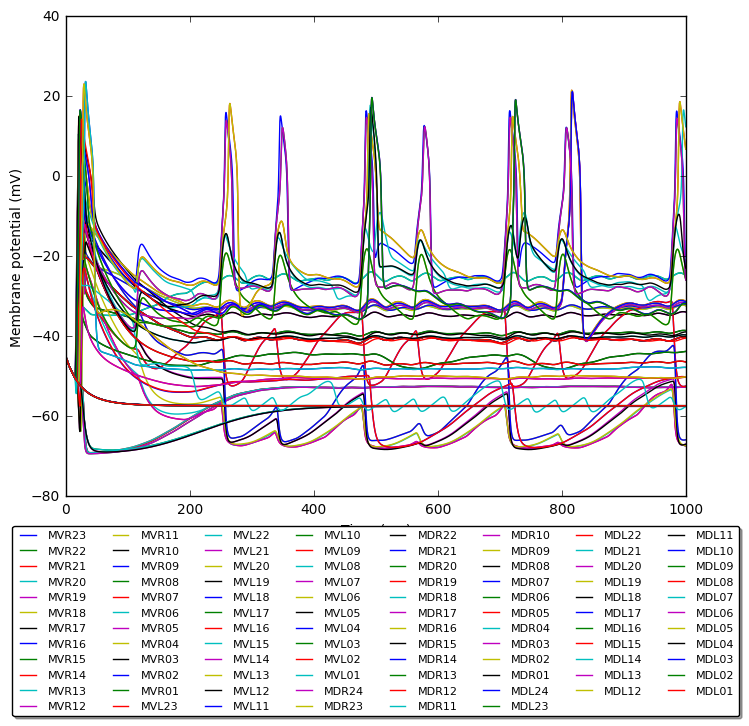 40
20
0
−20
−40
−60
−80
Membrane potential (mV)
0 200 400 600 800 1000
MVR23 MVR11 MVL22 MVL10 MDR22 MDR10 MDL22 MDL11
MVR22 MVR10 MVL21 MVL09 MDR21 MDR09 MDL21 MDL10
MVR21 MVR09 MVL20 MVL08 MDR20 MDR08 MDL20 MDL09
MVR20 MVR08 MVL19 MVL07 MDR19 MDR07 MDL19 MDL08
MVR19 MVR07 MVL18 MVL06 MDR18 MDR06 MDL18 MDL07
MVR18 MVR06 MVL17 MVL05 MDR17 MDR05 MDL17 MDL06
MVR17 MVR05 MVL16 MVL04 MDR16 MDR04 MDL16 MDL05
MVR16 MVR04 MVL15 MVL03 MDR15 MDR03 MDL15 MDL04
MVR15 MVR03 MVL14 MVL02 MDR14 MDR02 MDL14 MDL03
MVR14 MVR02 MVL13 MVL01 MDR13 MDR01 MDL13 MDL02
MVR13 MVR01 MVL12 MDR24 MDR12 MDL24 MDL12 MDL01
MVR12 MVL23 MVL11 MDR23 MDR11 MDL23